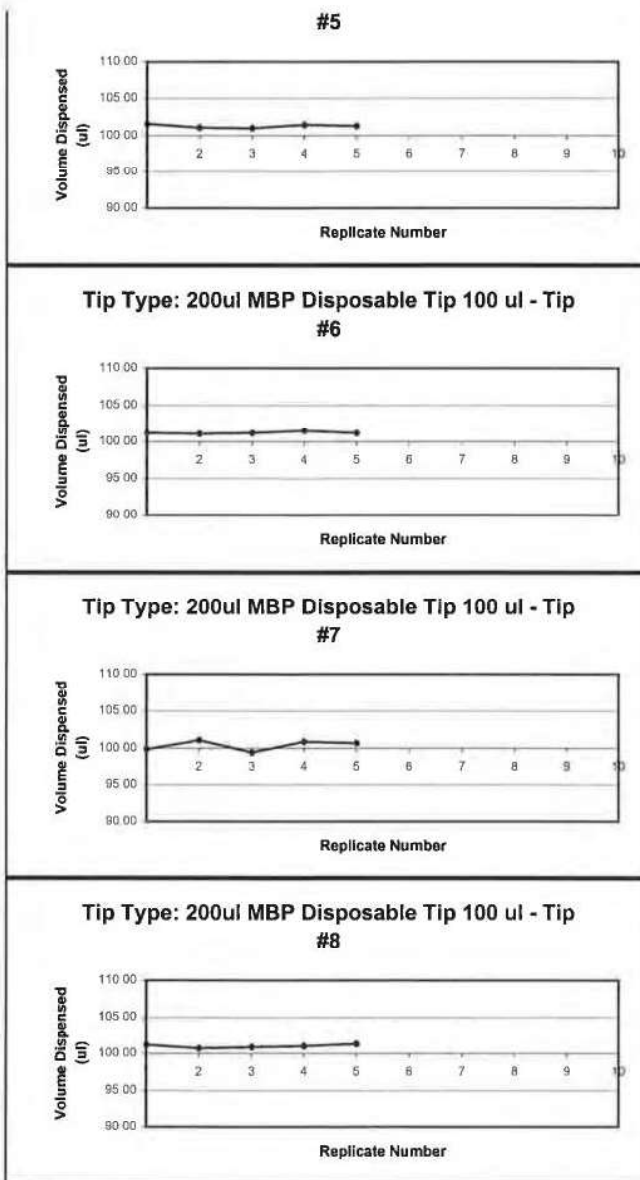 #5
110 00
105 00
100 00
95 00
90 00
Volume Dispensed
(ul)
2 3 4 5 6 7 8 9 10
Replicate Number
Tip Type: 200ul MBP Disposable Tip 100 ul - Tip
#6
110 00
105 00
100 00
95 00
90 00
Volume Dispensed
(ul)
2 3 4 5 6 7 8 9 10
Replicate Number
Tip Type: 200ul MBP Disposable Tip 100 ul - Tip
#7
110 00
105 00
100 00
95 00
90 00
Volume Dispensed
(ul)
2 3 4 5 6 7 8 9 10
Replicate Number
Tip Type: 200ul MBP Disposable Tip 100 ul - Tip
#8
110 00
105 00
100 00
95 00
90 00
Volume Dispensed
(ul)
2 3 4 5 6 7 8 9 10
Replicate Number